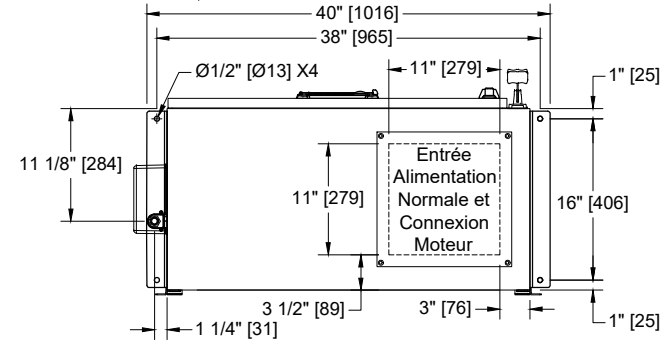 40" [1016]
38" [965]
Ø1/2" [Ø13] X4
11" [279]
1" [25]
11 1/8" [284]
11" [279]
Entrée
Alimentation
Normale et
Connexion
Moteur
16" [406]
3 1/2" [89]
3" [76]
1 1/4" [31]
1" [25]